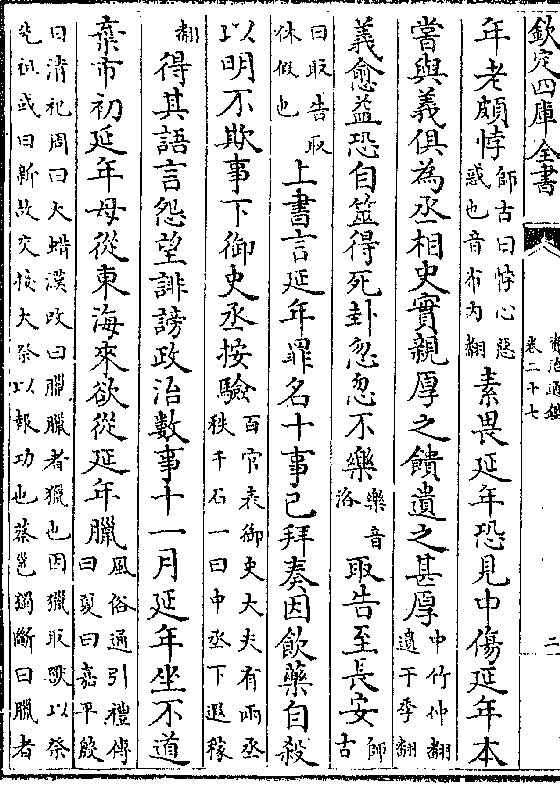 欽定四庫全書
資治通鑑
卷二十七
二
年老頗悖師古曰悖心惡
惑也音布內翻素畏延年恐見中傷延年本
嘗與義俱為丞相史實親厚之饋遺之甚厚中竹仲翻
遺于季翻
義愈益恐自筮得死卦忽忽不樂樂音
洛取告至長安師
古
曰取告取
休假也上書言延年罪名十事已拜奏因飲藥自殺
以明不欺事下御史丞按驗百官表御史大夫有兩丞
秩千石一曰中丞下遐稼
翻得其語言怨望誹謗政治數事十一月延年坐不道
棄市初延年母從東海來欲從延年臘風俗通引禮傳
曰夏曰嘉平殷
曰清祀周曰大蜡漢改曰臘臘者獵也因獵取獸以祭
先祖或曰新故交接大祭以報功也蔡邕獨斷曰臘者